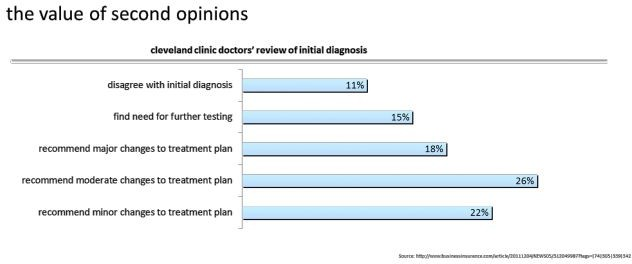 the value of second opinions
cleveland clinic doctors' review of initial diagnosis
disagree with initial diagnosis 11%
find need for further testing 15%
recommend major changes to treatment plan 18%
recommend moderate changes to treatment plan 26%
recommend minor changes to treatment plan 22%
Source: